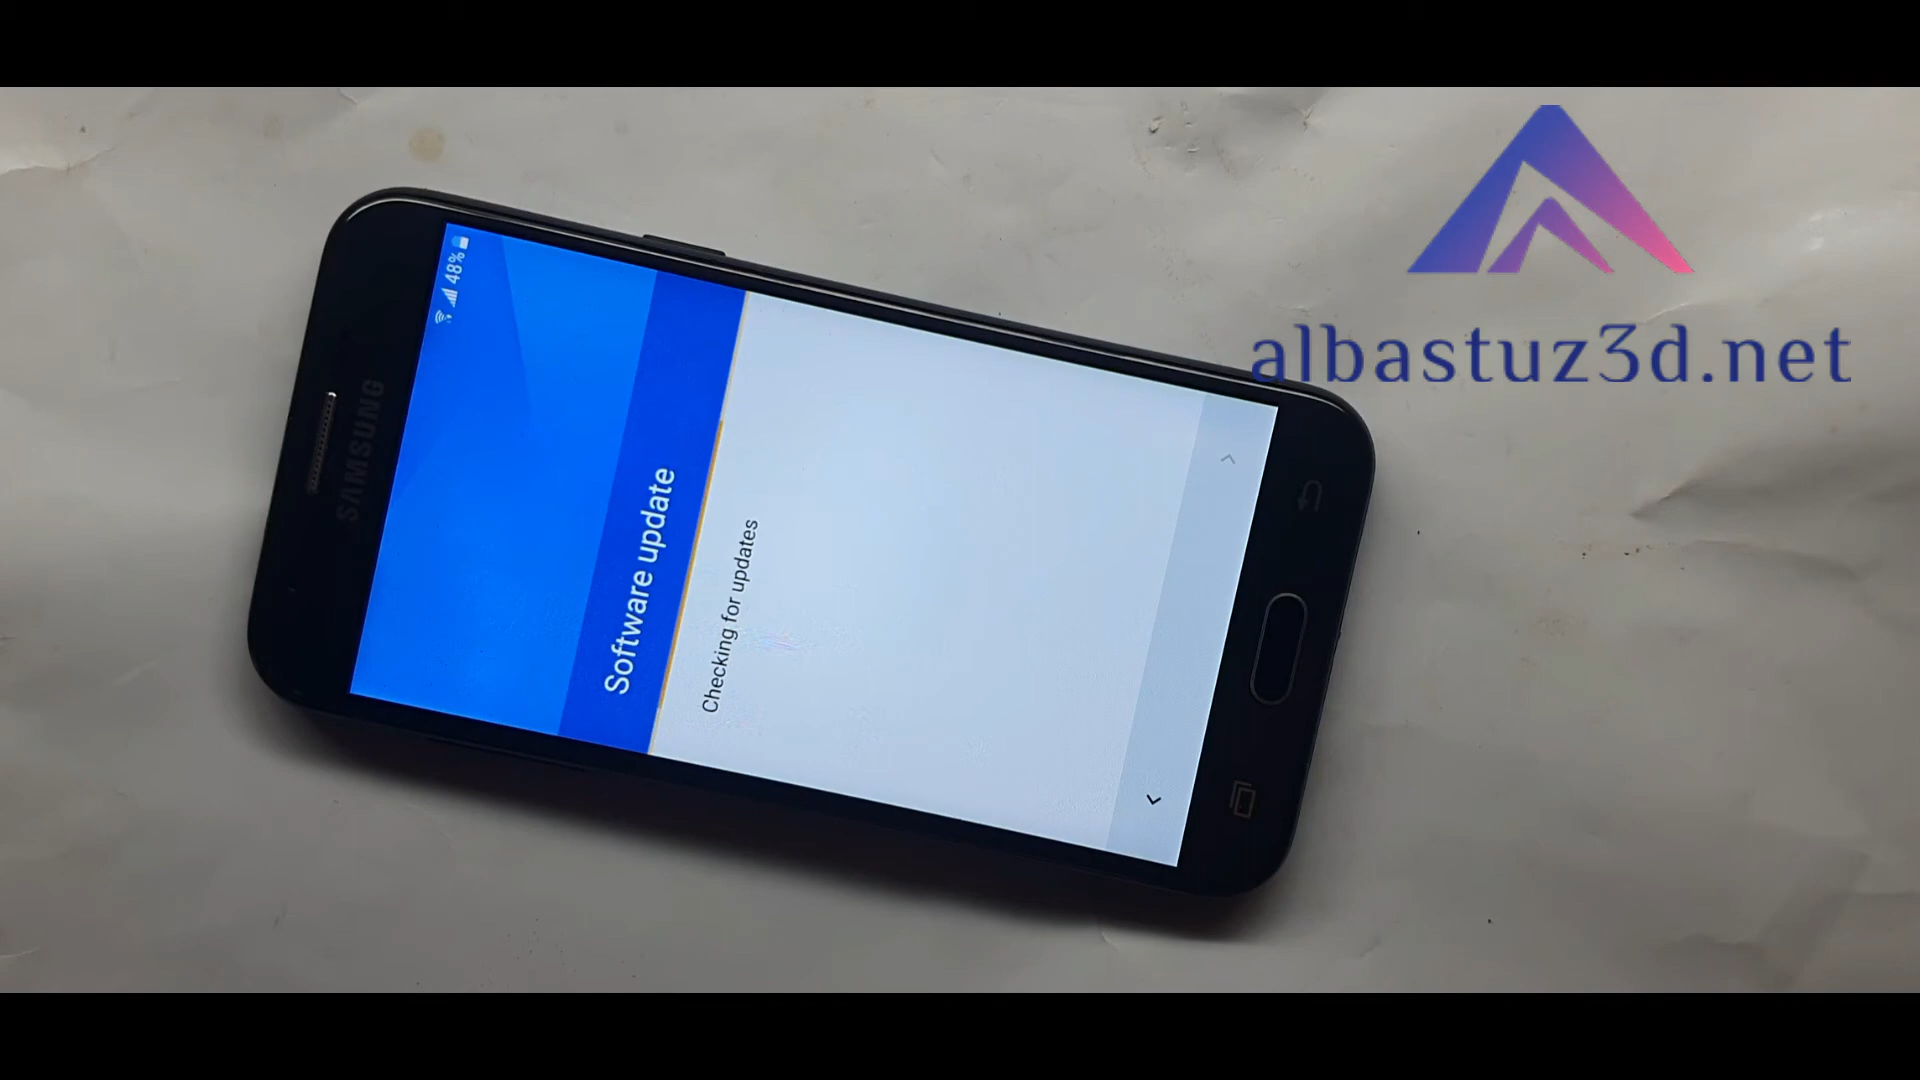 albastuz3d.net
SAMSUNG
48%
Software update
Checking for updates